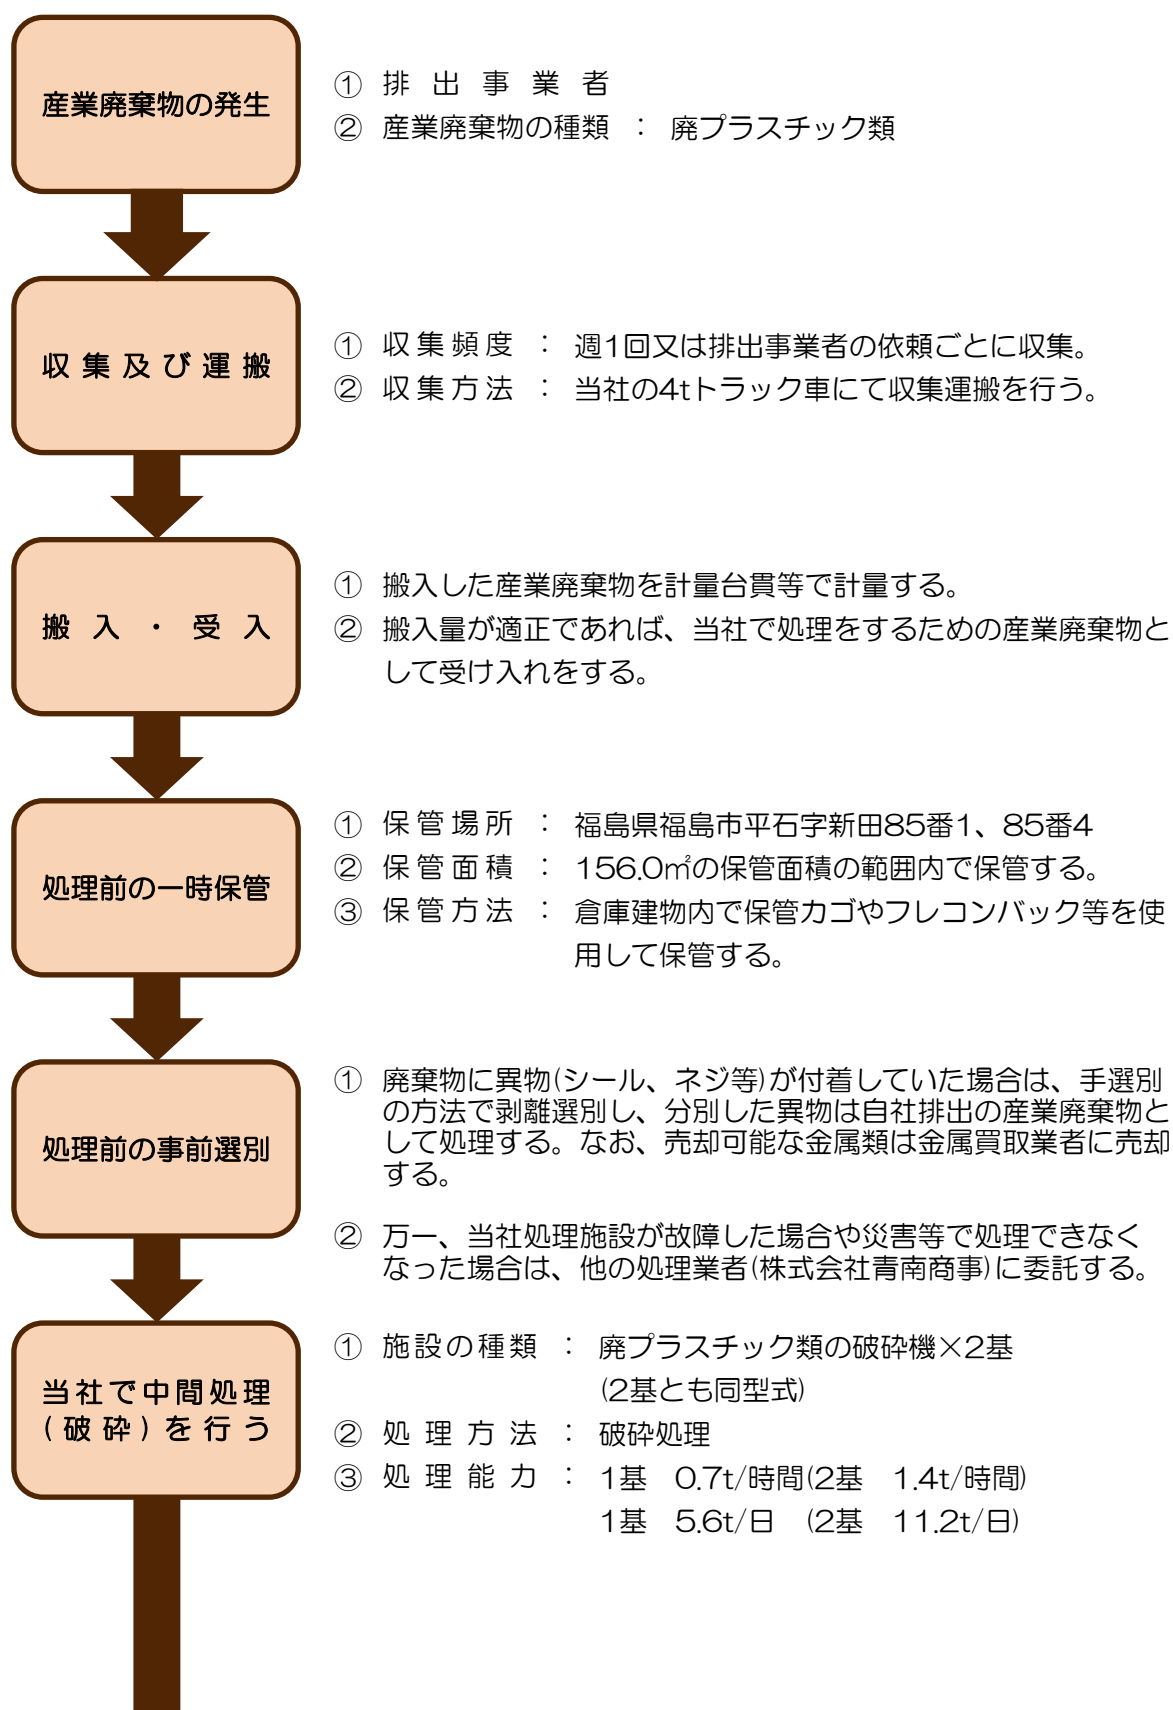 産業廃棄物の発生
① 排出事業者
② 産業廃棄物の種類 : 廃プラスチック類
収集及び運搬
① 収集頻度 : 週1回又は排出事業者の依頼ごとに収集。
② 収集方法 : 当社の4tトラック車にて収集運搬を行う。
搬入・受入
① 搬入した産業廃棄物を計量台貫等で計量する。
② 搬入量が適正であれば、当社で処理をするための産業廃棄物と
して受け入れをする。
処理前の一時保管
① 保管場所 : 福島県福島市平石字新田85番1、85番4
② 保管面積 : 156.0㎡の保管面積の範囲内で保管する。
③ 保管方法 : 倉庫建物内で保管カゴやフレコンバック等を使
用して保管する。
処理前の事前選別
① 廃棄物に異物(シール、ネジ等)が付着していた場合は、手選別
の方法で剥離選別し、分別した異物は自社排出の産業廃棄物と
して処理する。なお、売却可能な金属類は金属買取業者に売却
する。
② 万一、当社処理施設が故障した場合や災害等で処理できなく
なった場合は、他の処理業者(株式会社青南商事)に委託する。
当社で中間処理
(破砕)を行う
① 施設の種類 : 廃プラスチック類の破砕機×2基
(2基とも同型式)
② 処理方法 : 破砕処理
③ 処理能力 : 1基 0.7t/時間(2基 1.4t/時間)
1基 5.6t/日 (2基 11.2t/日)